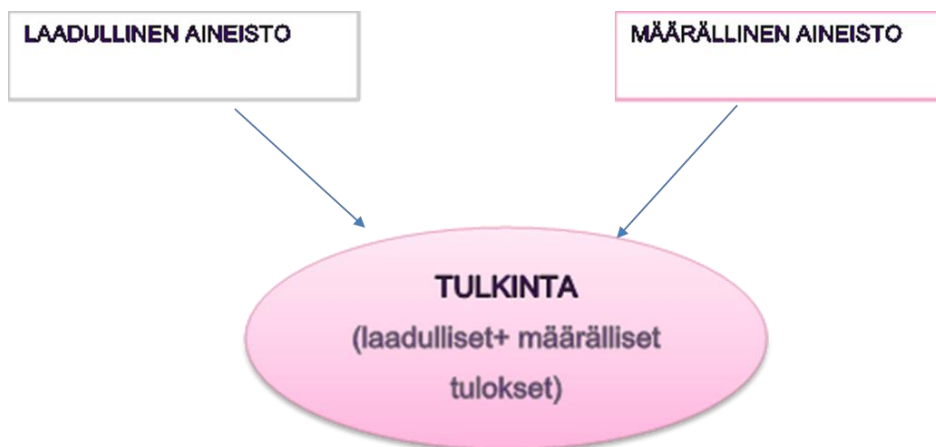 LAADULLINEN AINEISTO
MÄÄRÄLLINEN AINEISTO
TULKINTA
(laadulliset+ määrälliset
tulokset)